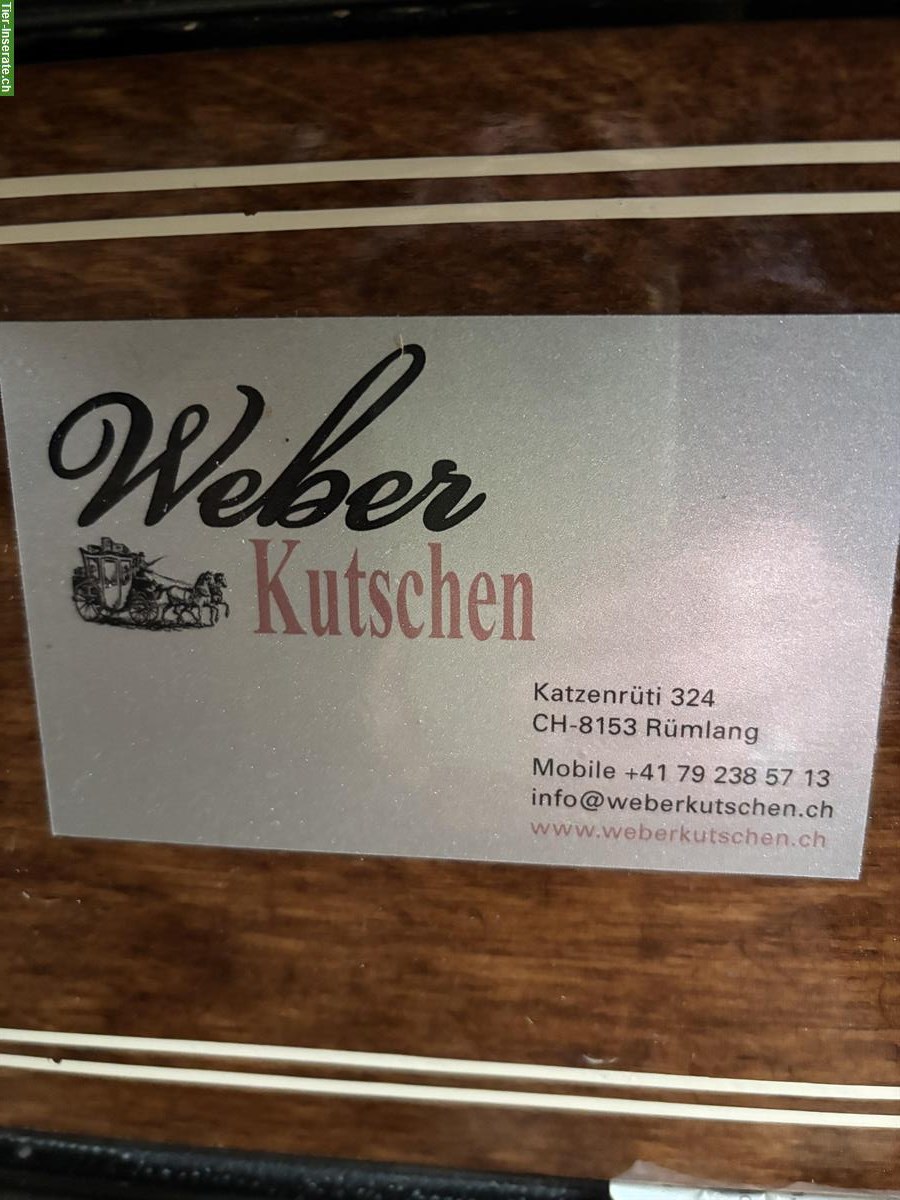 Tier-Inserate.ch
Weber
Kutschen
Katzenrüti 324
CH-8153 Rümlang
Mobile +41 79 238 57 13
info@weberkutschen.ch
www.weberkutschen.ch